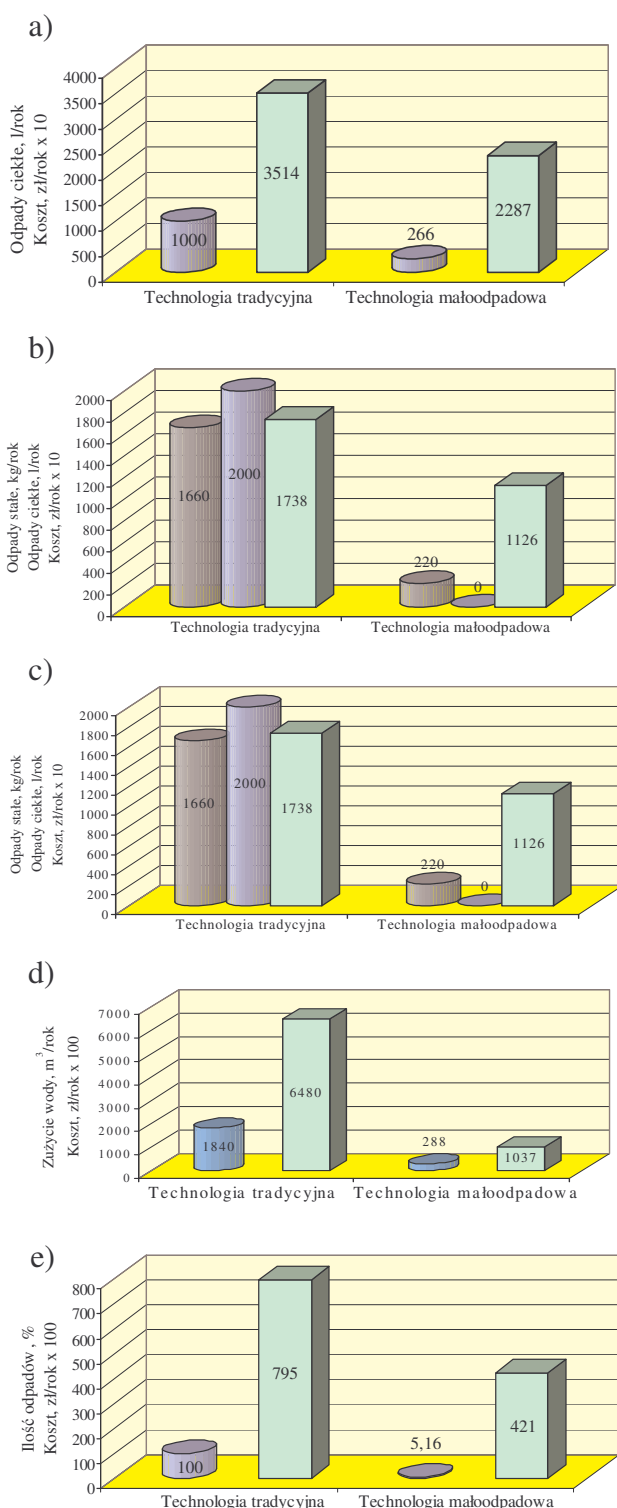 a)
Odpady ciekłe, l/rok
Koszt, zł/rok x 10
4000
3500
3000
2500
2000
1500
1000
500
0
1000
3514
266
2287
Technologia tradycyjna
Technologia małoodpadowa
b)
Odpady stałe, kg/rok
Odpady ciekłe, l/rok
Koszt, zł/rok x 10
2000
1800
1600
1400
1200
1000
800
600
400
200
0
1660
2000
1738
220
0
1126
Technologia tradycyjna
Technologia małoodpadowa
c)
Odpady stałe, kg/rok
Odpady ciekłe, l/rok
Koszt, zł/rok x 10
2000
1800
1600
1400
1200
1000
800
600
400
200
0
1660
2000
1738
220
0
1126
Technologia tradycyjna
Technologia małoodpadowa
d)
Zużycie wody, m³/rok
Koszt, zł/rok x 100
7000
6000
5000
4000
3000
2000
1000
0
1840
6480
288
1037
Technologia tradycyjna
Technologia małoodpadowa
e)
Ilość odpadów , %
Koszt, zł/rok x 100
800
700
600
500
400
300
200
100
0
100
795
5,16
421
Technologia tradycyjna
Technologia małoodpadowa